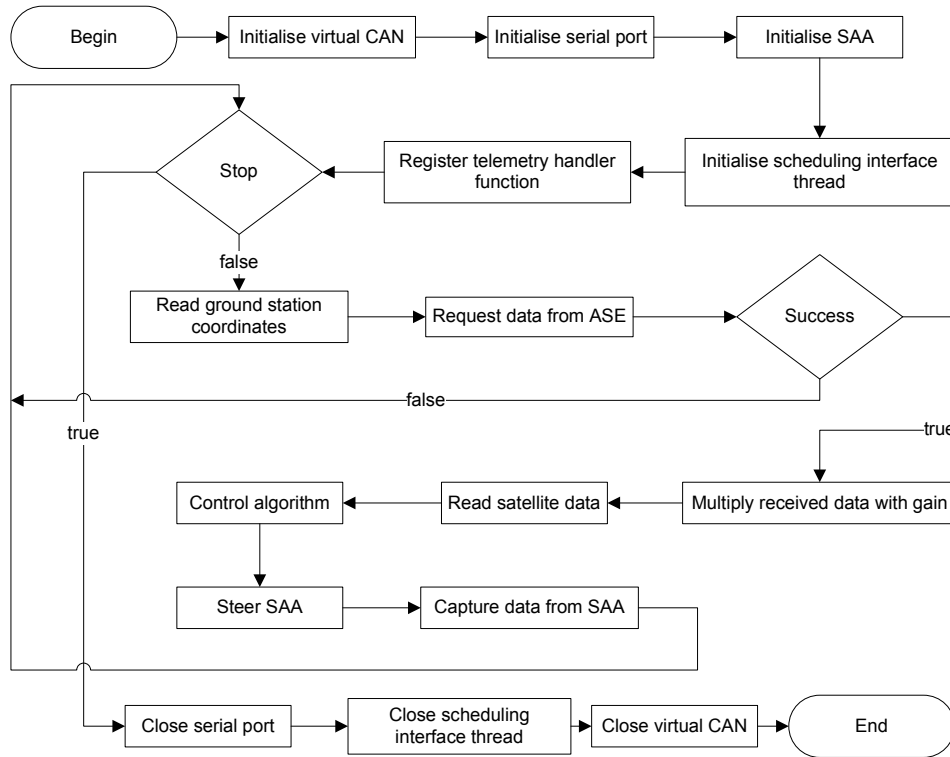 Begin
Initialise virtual CAN
Initialise serial port
Initialise SAA
Stop
Register telemetry handler
function
Initialise scheduling interface
thread
false
Read ground station
coordinates
Request data from ASE
Success
false
true
true
Control algorithm
Read satellite data
Multiply received data with gain
Steer SAA
Capture data from SAA
Close serial port
Close scheduling
interface thread
Close virtual CAN
End